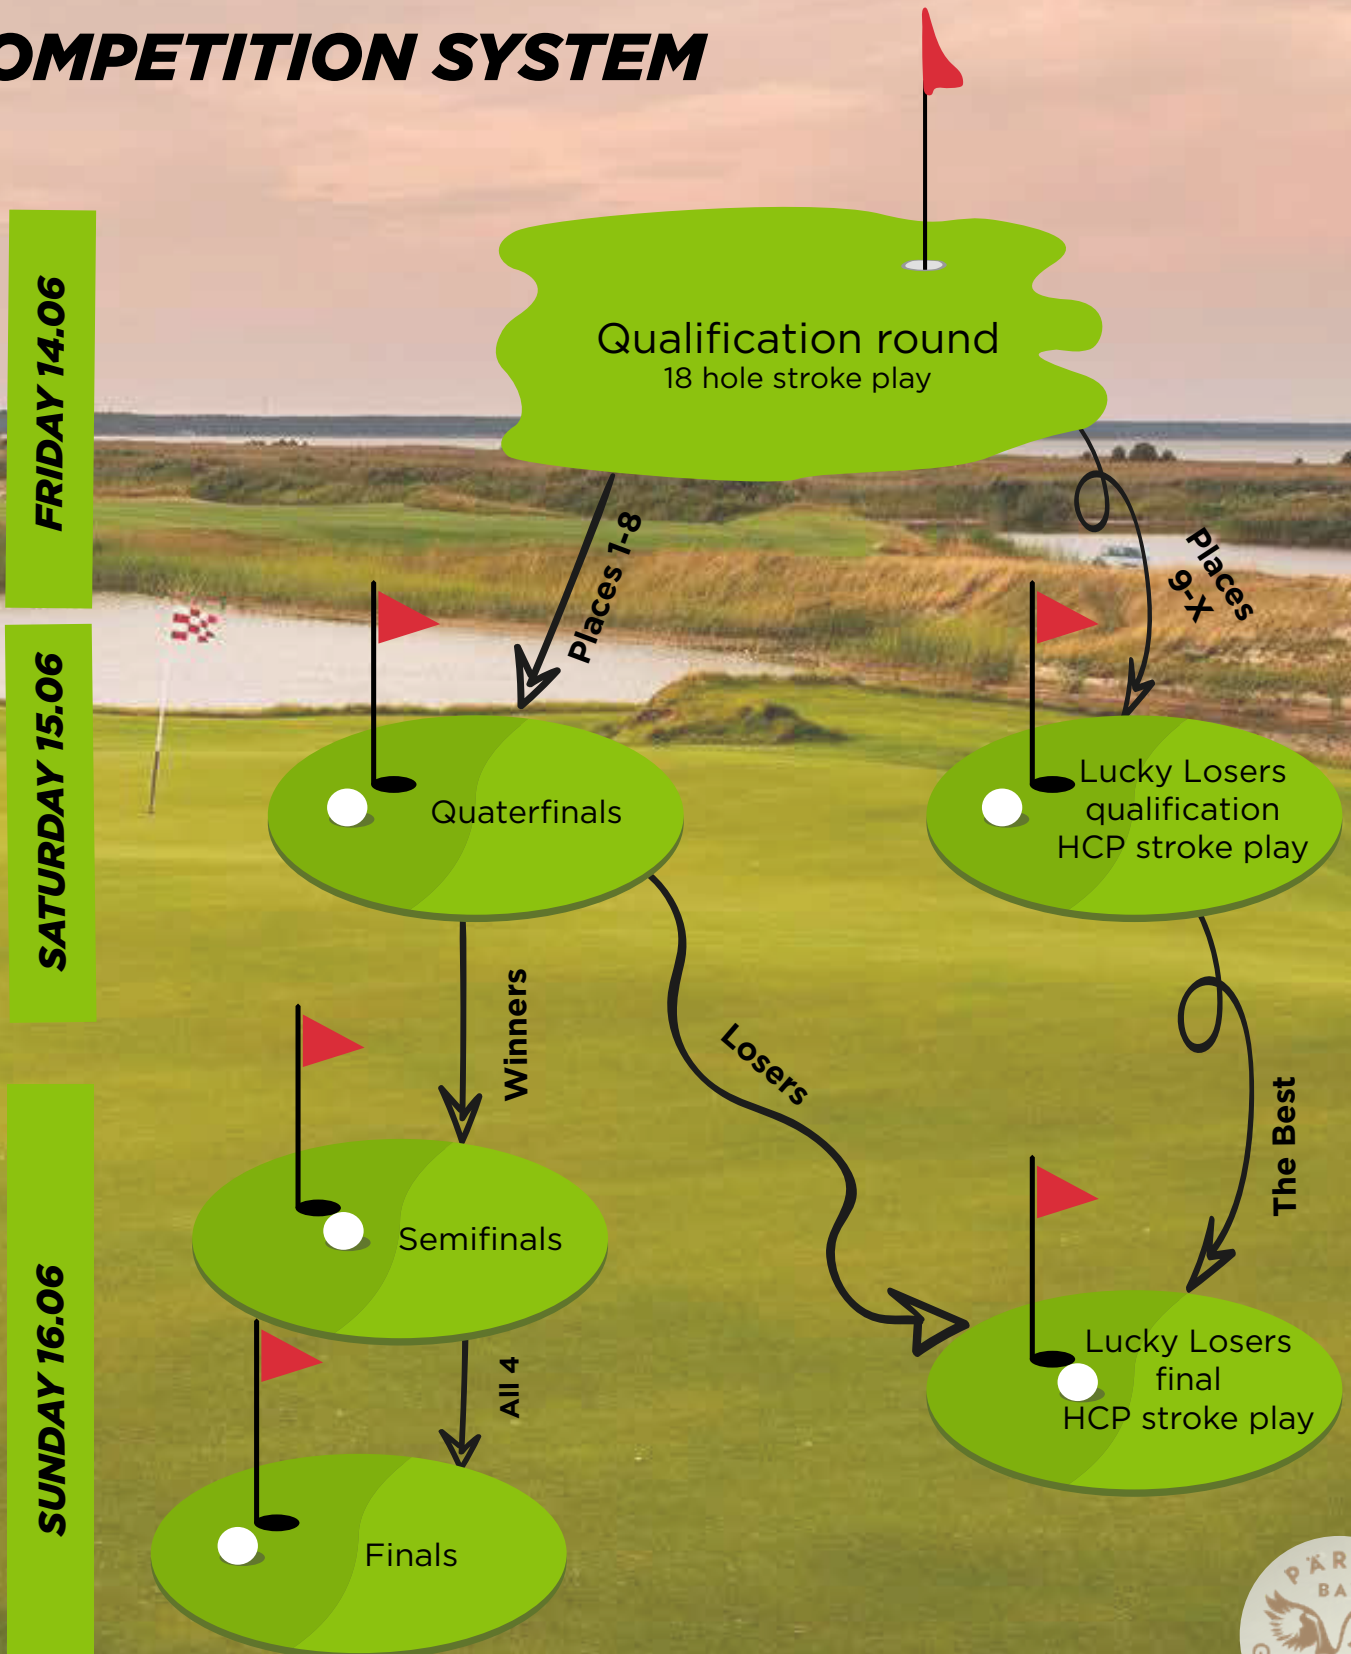 OMPETITION SYSTEM
FRIDAY 14.06
Qualification round
18 hole stroke play
Places 1-8
Places
9-X
SATURDAY 15.06
Quaterfinals
Lucky Losers
qualification
HCP stroke play
Winners
Losers
The Best
SUNDAY 16.06
Semifinals
Lucky Losers
final
HCP stroke play
All 4
Finals
PÄR
BA